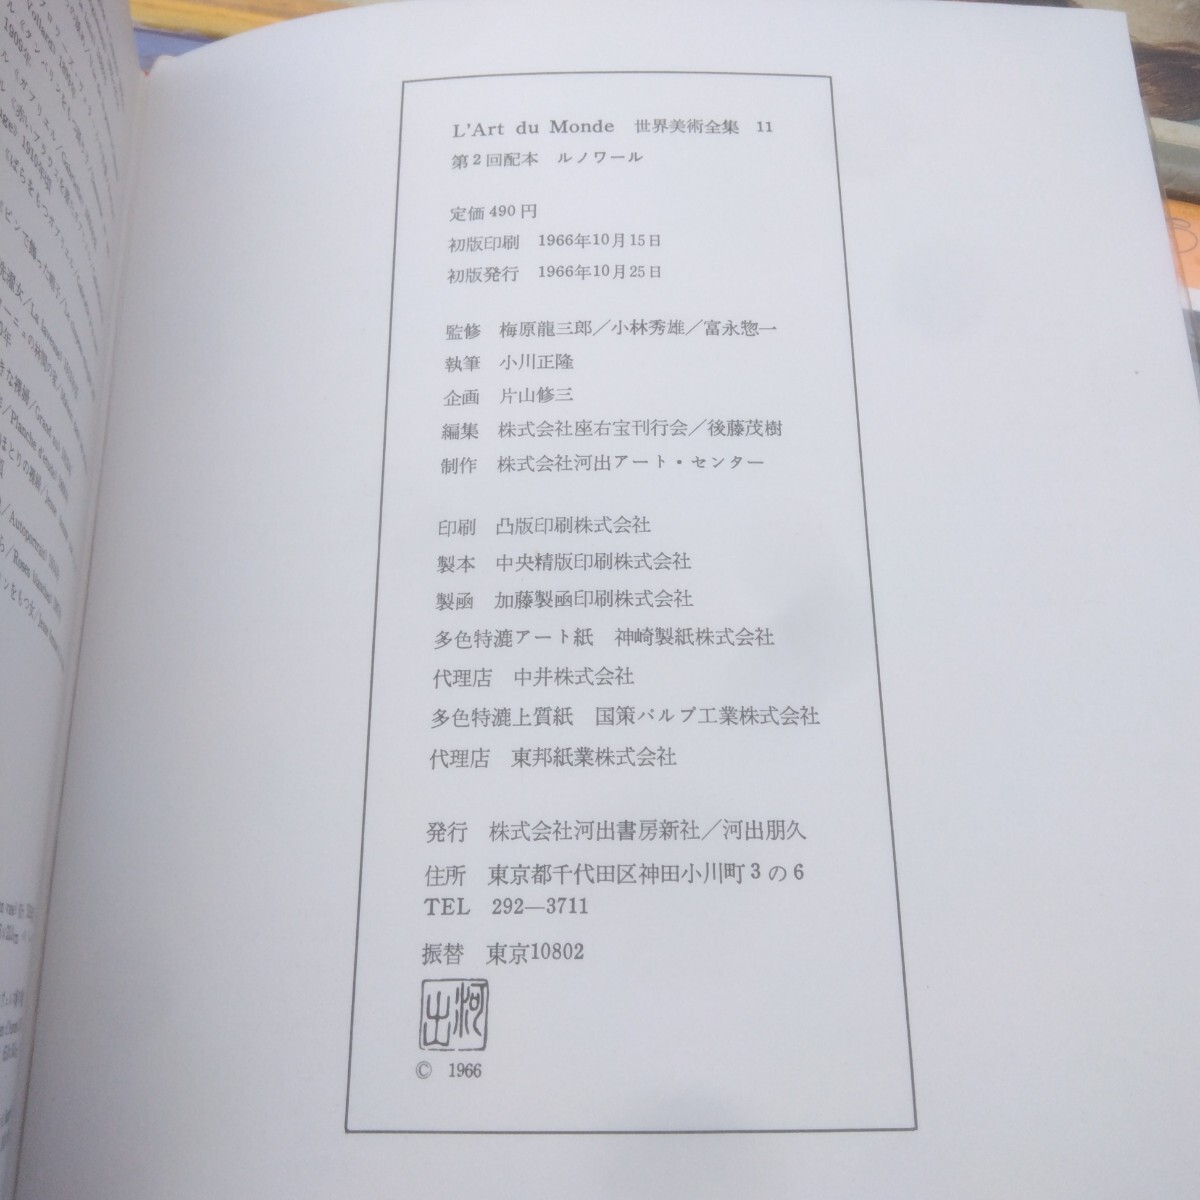 L'Art du Monde 世界美術全集 11
第2回配本 ルノワール
定価490円
初版印刷 1966年10月15日
初版発行 1966年10月25日
監修 梅原龍三郎/小林秀雄/富永惣一
執筆 小川正隆
企画 片山修三
編集 株式会社座右宝刊行会/後藤茂樹
制作 株式会社河出アート・センター
印刷 凸版印刷株式会社
製本 中央精版印刷株式会社
製函 加藤製函印刷株式会社
多色特漉アート紙 神崎製紙株式会社
代理店 中井株式会社
多色特漉上質紙 国策パルプ工業株式会社
代理店 東邦紙業株式会社
発行 株式会社河出書房新社/河出朋久
住所 東京都千代田区神田小川町3の6
TEL 292—3711
振替 東京10802
河出
© 1966